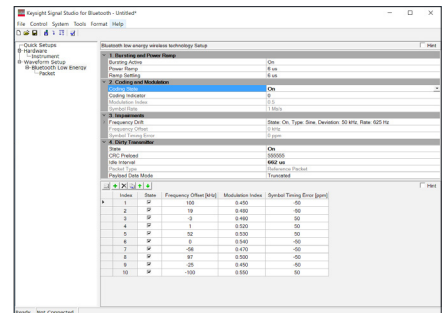 Keysight Signal Studio for Bluetooth - Untitled*
File Control System Tools Format Help
Quick Setups
Hardware
Instrument
Waveform Setup
Bluetooth Low Energy
Packet
Bluetooth low energy wireless technology Setup Hint
1. Bursting and Power Ramp
Bursting Active On
Power Ramp 6 us
Ramp Settling 6 us
2. Coding and Modulation
Coding State On
Coding Indicator 0
Modulation Index 0.5
Symbol Rate 1 Ms/s
3. Impairments
Frequency Drift State: On, Type: Sine, Deviation: 50 kHz, Rate: 625 Hz
Frequency Offset 0 kHz
Symbol Timing Error 0 ppm
4. Dirty Transmitter
State On
CRC Preload 555555
Idle Interval 662 us
Packet Type Reference Packet
Payload Data Mode Truncated
Hint
Index State Frequency Offset [kHz] Modulation Index Symbol Timing Error [ppm]
1 100 0.450 -50
2 19 0.480 -50
3 -3 0.460 50
4 1 0.520 50
5 52 0.530 50
6 0 0.540 -50
7 -56 0.470 -50
8 97 0.500 -50
9 -25 0.450 -50
10 -100 0.550 50
Ready Not Connected